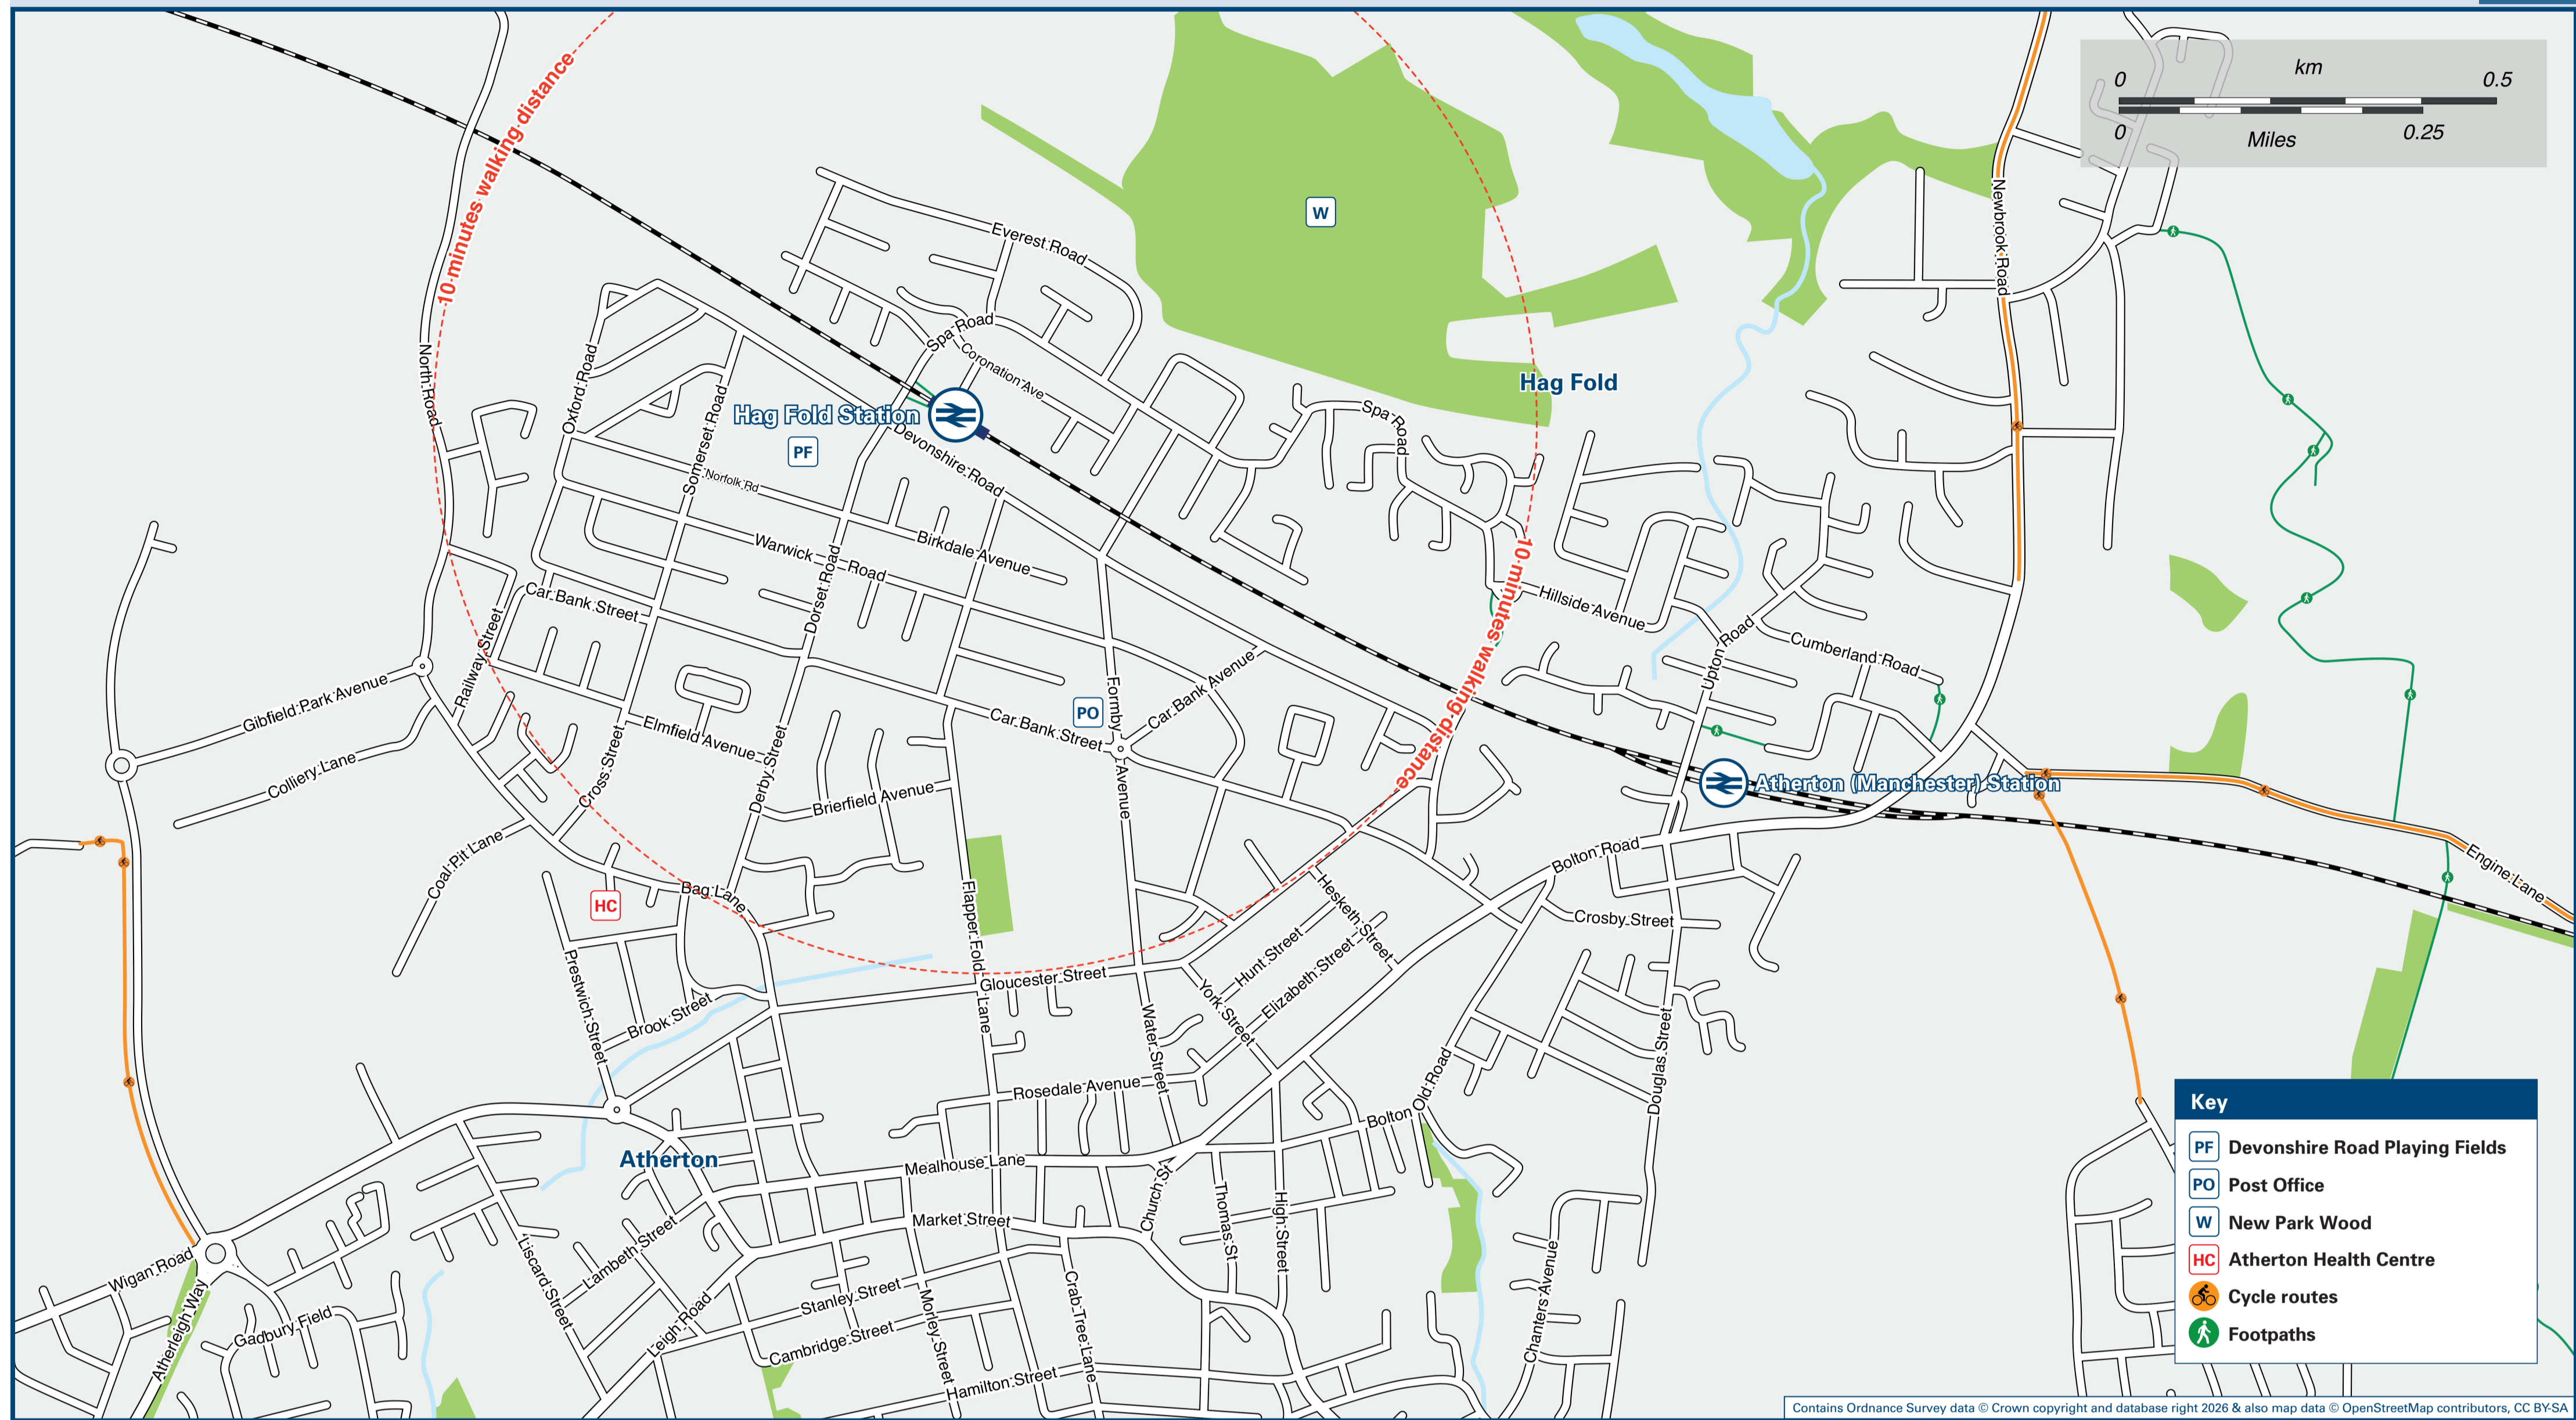 km
0 0.5
0 0.25
Miles
10 minutes walking distance
W
Newbrook Road
Everest Road
Spa Road
Coronation Ave
Hag Fold
North Road
Oxford Road
Somerset Road
Hag Fold Station
PF
Devonshire Road
Spa Road
Norfolk Rd
Birkdale Avenue
Warwick Road
Dorset Road
Car Bank Street
Railway Street
10 minutes walking distance
Hillside Avenue
Upton Road
Cumberland Road
Gibfield Park Avenue
Colliery Lane
Elmfield Avenue
Cross Street
Derby Street
Brierfield Avenue
PO
Formby Avenue
Car Bank Avenue
Car Bank Street
Atherton (Manchester) Station
Engine Lane
Coal Pit Lane
HC
Bag Lane
Flapper Fold Lane
Bolton Road
Crosby Street
Hesketh Street
Hunt Street
Elizabeth Street
York Street
Gloucester Street
Water Street
Prestwich Street
Brook Street
Rosedale Avenue
Bolton Old Road
Douglas Street
Atherton
Mealhouse Lane
Church St
Market Street
Thomas St
High Street
Wigan Road
Atherleigh Way
Gadbury Field
Liscard Street
Lambeth Street
Leigh Road
Stanley Street
Cambridge Street
Morley Street
Crab Tree Lane
Hamilton Street
Chanters Avenue
Key
PF Devonshire Road Playing Fields
PO Post Office
W New Park Wood
HC Atherton Health Centre
Cycle routes
Footpaths
Contains Ordnance Survey data © Crown copyright and database right 2026 & also map data © OpenStreetMap contributors, CC BY-SA